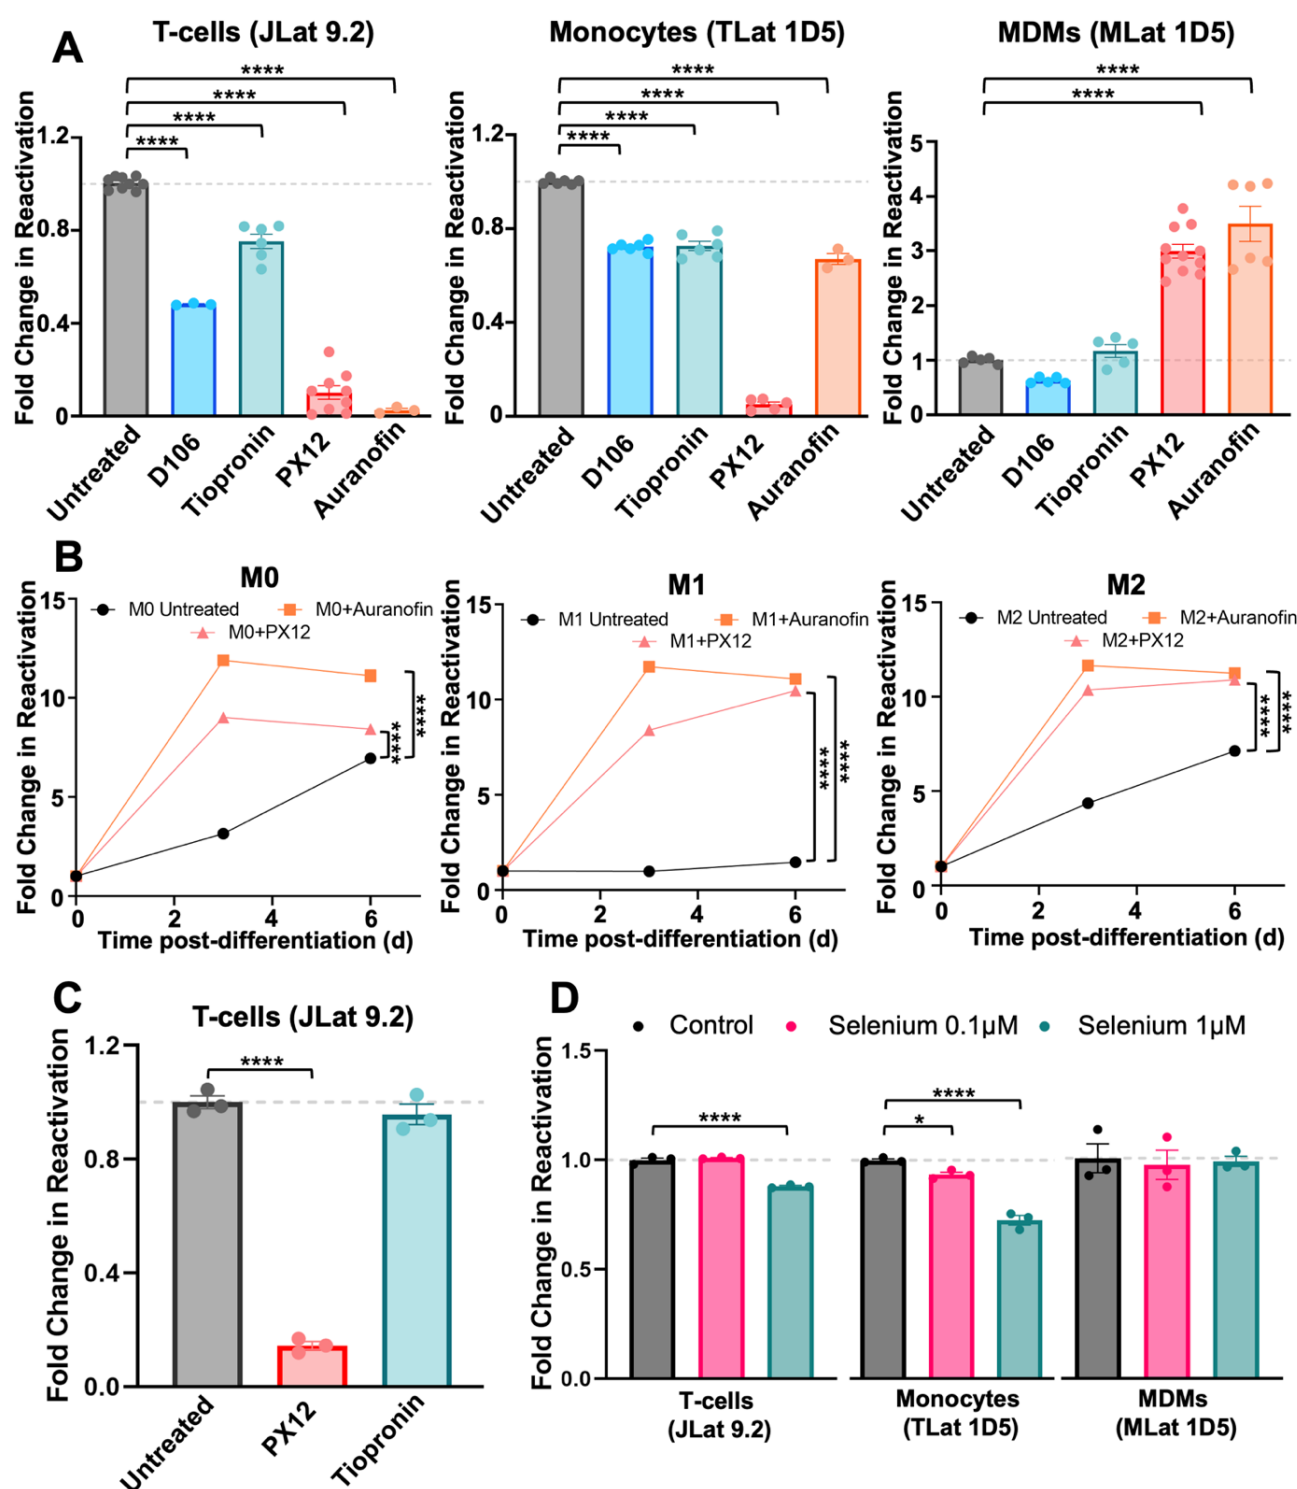 A
T-cells (JLat 9.2)
Monocytes (TLat 1D5)
MDMs (MLat 1D5)
****
****
****
****
****
****
****
****
****
****
Fold Change in Reactivation
1.2
0.8
0.4
0
Untreated
D106
Tiopronin
PX12
Auranofin
Fold Change in Reactivation
1.2
0.8
0.4
0
Untreated
D106
Tiopronin
PX12
Auranofin
Fold Change in Reactivation
5
4
3
2
1
0
Untreated
D106
Tiopronin
PX12
Auranofin
B
M0
M0 Untreated
M0+Auranofin
M0+PX12
Fold Change in Reactivation
15
10
5
0
0
2
4
6
Time post-differentiation (d)
****
****
M1
M1 Untreated
M1+Auranofin
M1+PX12
Fold Change in Reactivation
15
10
5
0
0
2
4
6
Time post-differentiation (d)
****
****
M2
M2 Untreated
M2+Auranofin
M2+PX12
Fold Change in Reactivation
15
10
5
0
0
2
4
6
Time post-differentiation (d)
****
****
C
T-cells (JLat 9.2)
****
Fold Change in Reactivation
1.2
0.8
0.4
0.0
Untreated
PX12
Tiopronin
D
Control
Selenium 0.1µM
Selenium 1µM
Fold Change in Reactivation
1.5
1.0
0.5
0.0
****
****
*
T-cells
(JLat 9.2)
Monocytes
(TLat 1D5)
MDMs
(MLat 1D5)